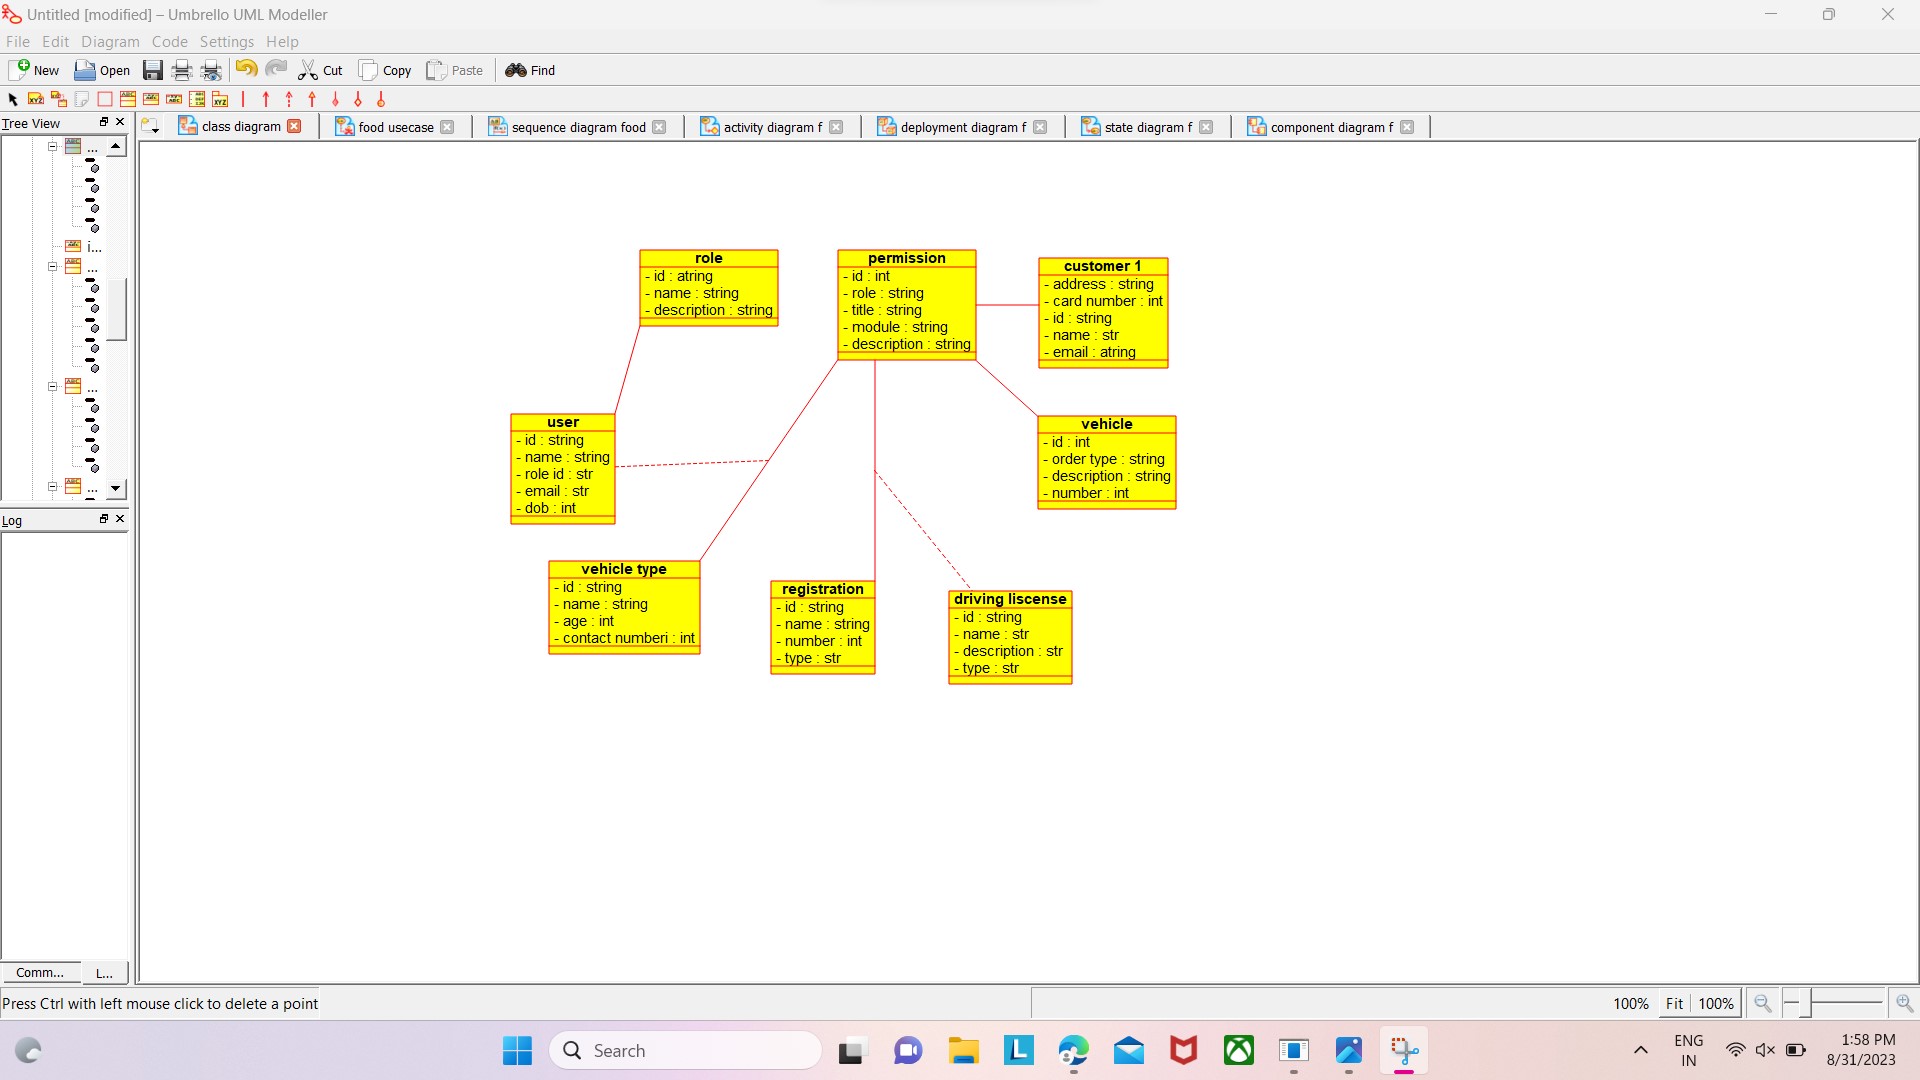 Untitled [modified] – Umbrello UML Modeller
File Edit Diagram Code Settings Help
New Open Cut Copy Paste Find
Tree View
class diagram food usecase sequence diagram food activity diagram f deployment diagram f state diagram f component diagram f
...
i...
...
...
...
role
- id : atring
- name : string
- description : string
permission
- id : int
- role : string
- title : string
- module : string
- description : string
customer 1
- address : string
- card number : int
- id : string
- name : str
- email : atring
user
- id : string
- name : string
- role id : str
- email : str
- dob : int
vehicle
- id : int
- order type : string
- description : string
- number : int
vehicle type
- id : string
- name : string
- age : int
- contact numberi : int
registration
- id : string
- name : string
- number : int
- type : str
driving liscense
- id : string
- name : str
- description : str
- type : str
Log
Comm... L...
Press Ctrl with left mouse click to delete a point
100% Fit 100%
Search
ENG
IN
1:58 PM
8/31/2023